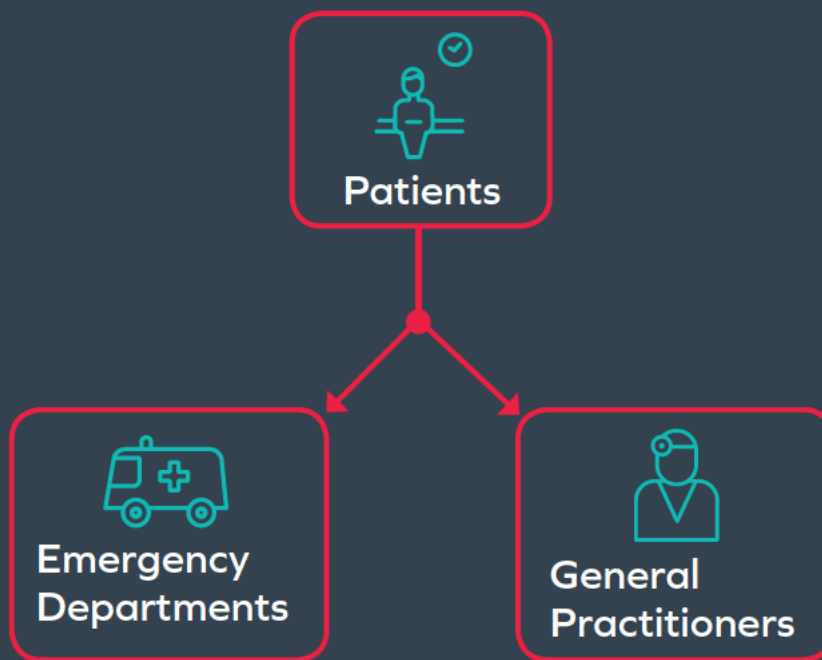 Patients
Emergency
Departments
General
Practitioners